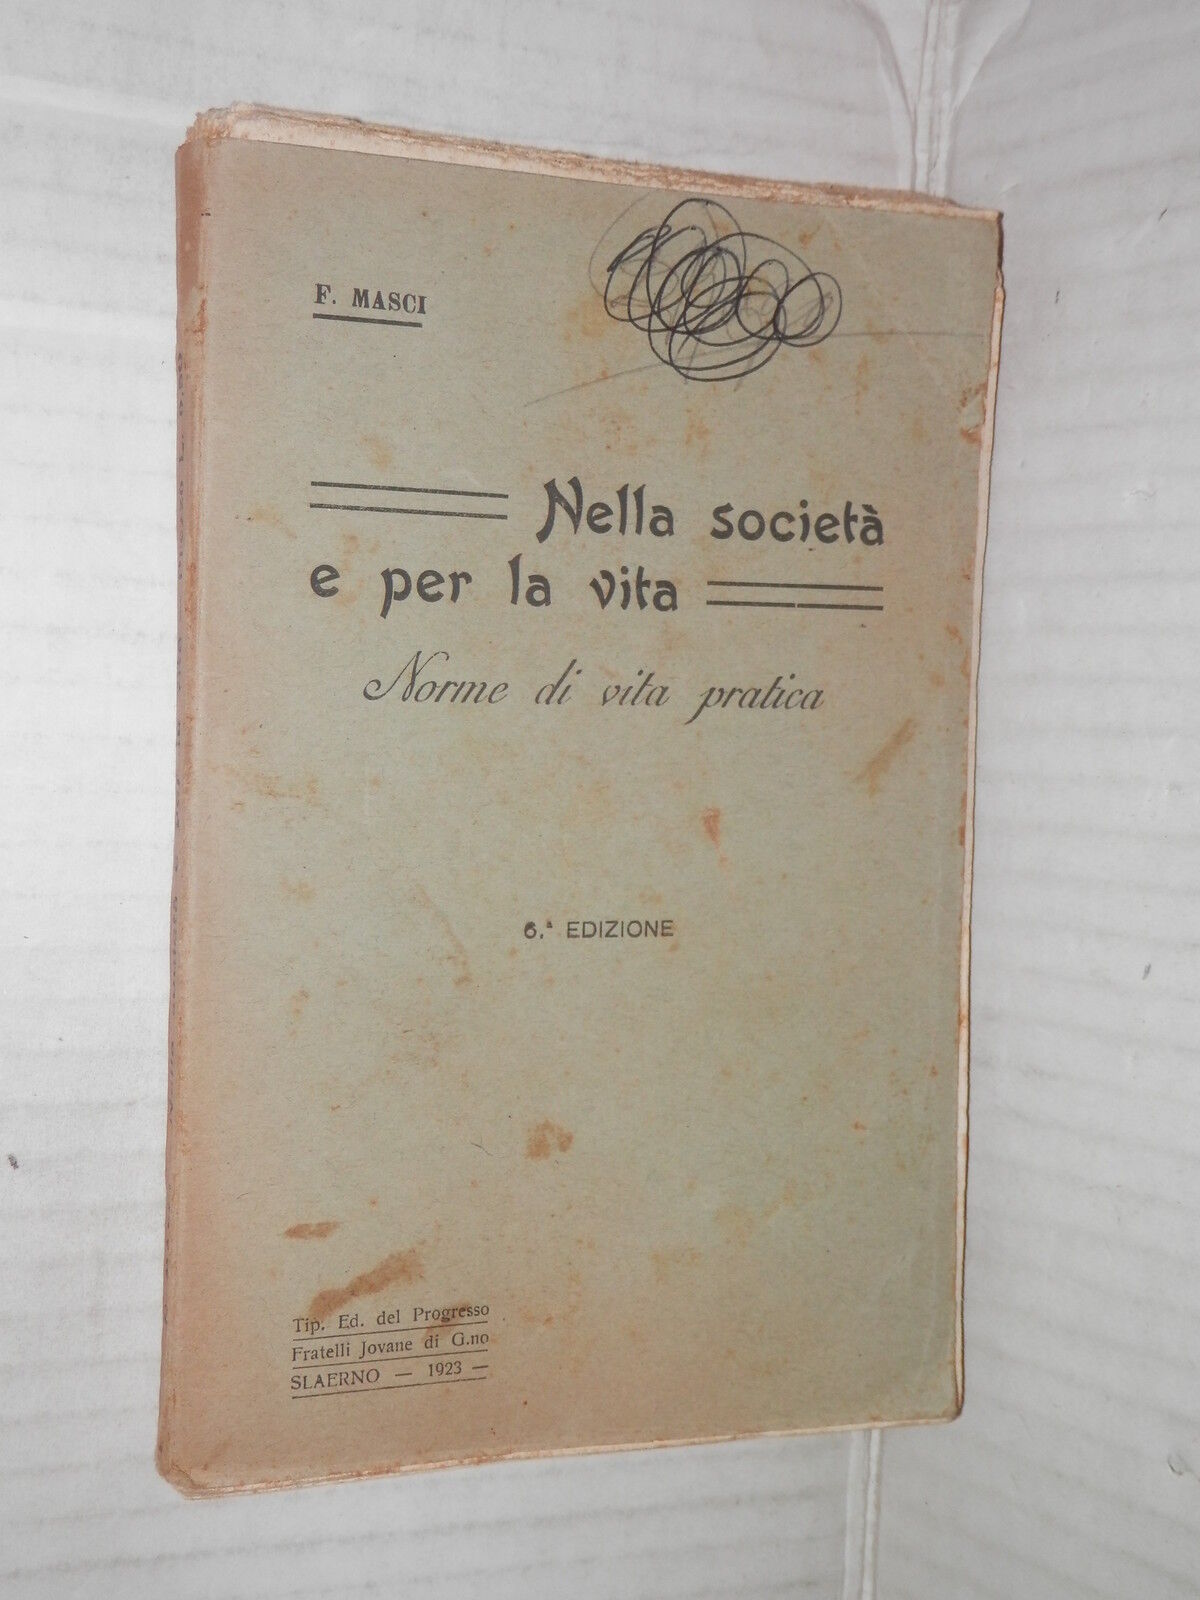 F. MASCI
Nella società
e per la vita
Norme di vita pratica
6.ª EDIZIONE
Tip. Ed. del Progresso
Fratelli Jovane di G.no
SLAERNO — 1923 —